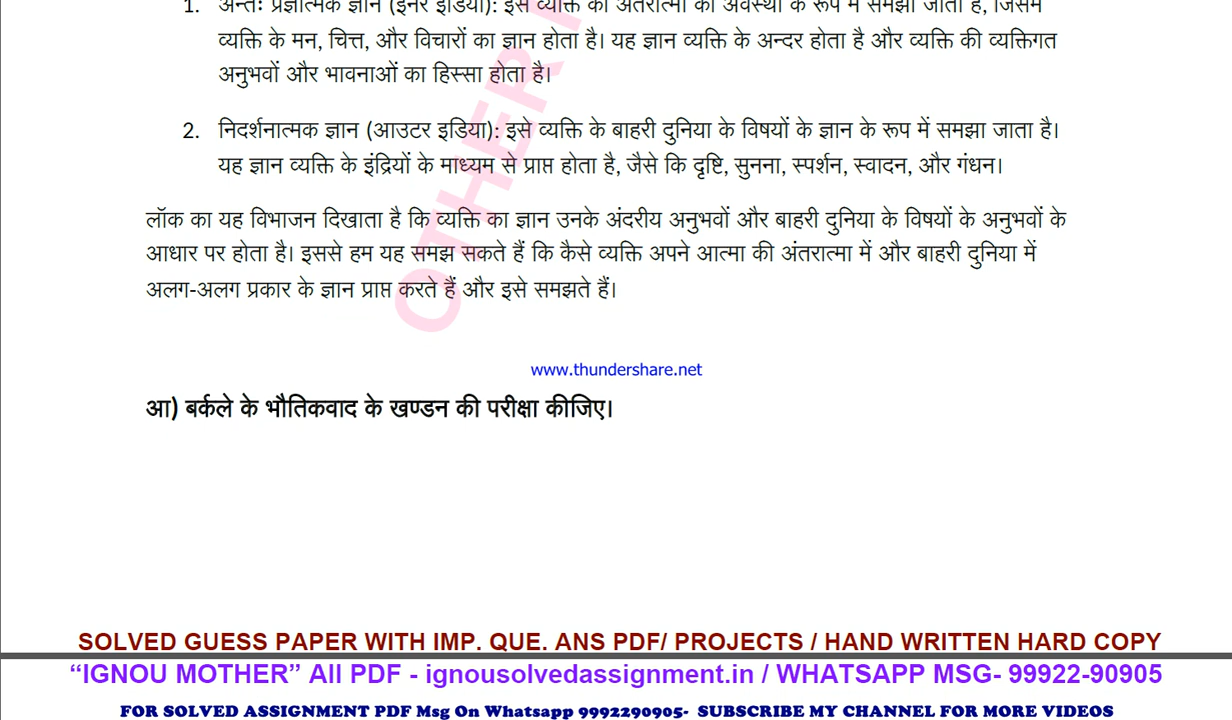 1. अन्तः प्रज्ञात्मक ज्ञान (इनर इंडिया): इसे व्यक्ति की अंतरात्मा की अवस्था के रूप में समझा जाता है, जिसमें
व्यक्ति के मन, चित्त, और विचारों का ज्ञान होता है। यह ज्ञान व्यक्ति के अन्दर होता है और व्यक्ति की व्यक्तिगत
अनुभवों और भावनाओं का हिस्सा होता है।
2. निदर्शनात्मक ज्ञान (आउटर इडिया): इसे व्यक्ति के बाहरी दुनिया के विषयों के ज्ञान के रूप में समझा जाता है।
यह ज्ञान व्यक्ति के इंद्रियों के माध्यम से प्राप्त होता है, जैसे कि दृष्टि, सुनना, स्पर्शन, स्वादन, और गंधन।
लॉक का यह विभाजन दिखाता है कि व्यक्ति का ज्ञान उनके अंदरीय अनुभवों और बाहरी दुनिया के विषयों के अनुभवों के
आधार पर होता है। इससे हम यह समझ सकते हैं कि कैसे व्यक्ति अपने आत्मा की अंतरात्मा में और बाहरी दुनिया में
अलग-अलग प्रकार के ज्ञान प्राप्त करते हैं और इसे समझते हैं।
www.thundershare.net
आ) बर्कले के भौतिकवाद के खण्डन की परीक्षा कीजिए।
SOLVED GUESS PAPER WITH IMP. QUE. ANS PDF/ PROJECTS / HAND WRITTEN HARD COPY
“IGNOU MOTHER” All PDF - ignousolvedassignment.in / WHATSAPP MSG- 99922-90905
FOR SOLVED ASSIGNMENT PDF Msg On Whatsapp 9992290905- SUBSCRIBE MY CHANNEL FOR MORE VIDEOS